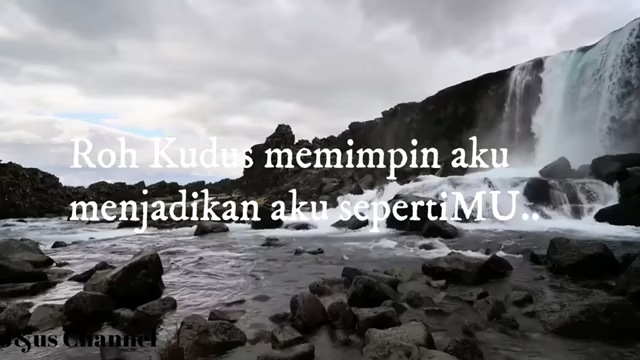 Roh Kudus memimpin aku
menjadikan aku sepertiMU..
Channel